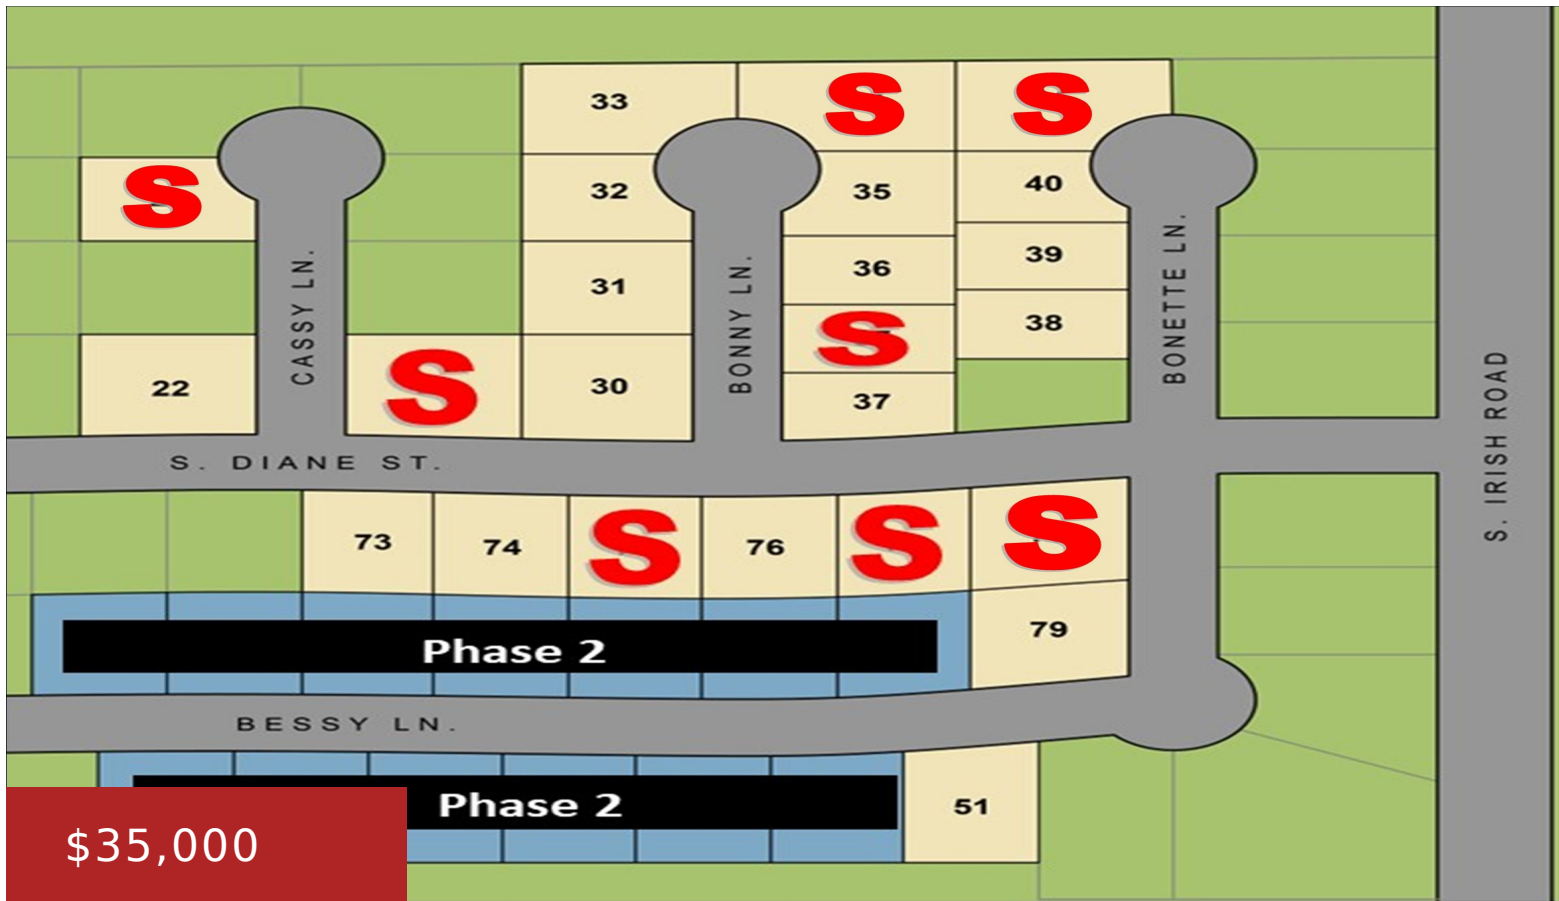 33
S
S
32
35
40
S
31
36
39
38
S
22
S
30
37
CASSY LN.
BONNY LN.
BONETTE LN.
S. IRISH ROAD
S. DIANE ST.
73
74
S
76
S
S
79
Phase 2
BESSY LN.
Phase 2
51
$35,000